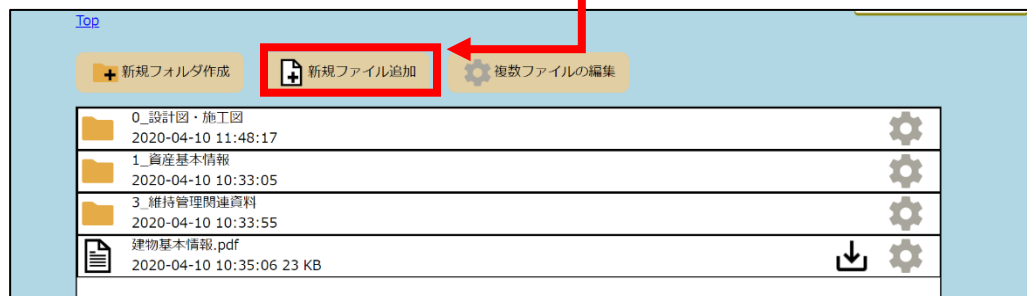 Top
新規フォルダ作成 新規ファイル追加 複数ファイルの編集
0_設計図・施工図
2020-04-10 11:48:17
1_資産基本情報
2020-04-10 10:33:05
3_維持管理関連資料
2020-04-10 10:33:55
建物基本情報.pdf
2020-04-10 10:35:06 23 KB